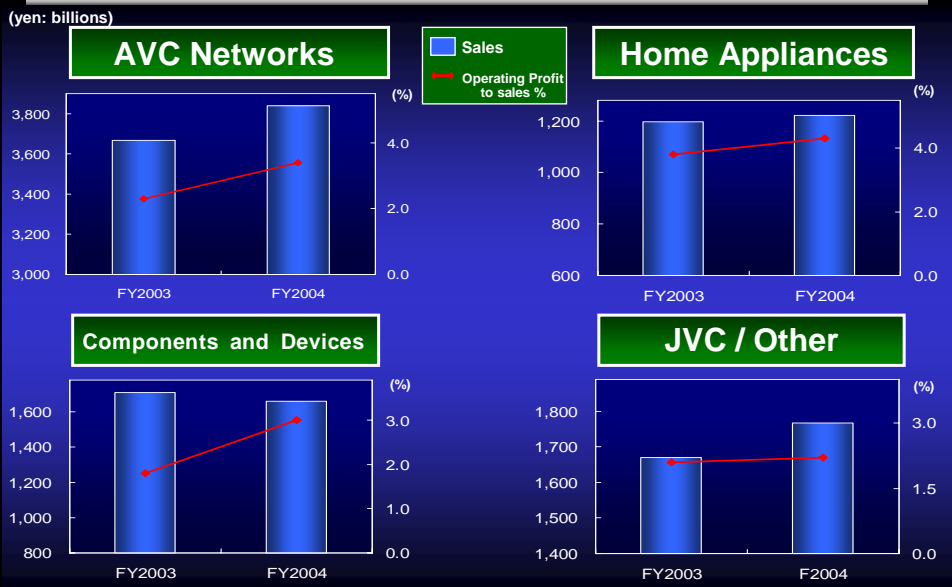 (yen: billions)
AVC Networks
(%)
3,800
3,600
3,400
3,200
3,000
4.0
2.0
0.0
FY2003
FY2004
Sales
Operating Profit
to sales %
Home Appliances
(%)
1,200
1,000
800
600
4.0
2.0
0.0
FY2003
FY2004
Components and Devices
(%)
1,600
1,400
1,200
1,000
800
3.0
2.0
1.0
0.0
FY2003
FY2004
JVC / Other
(%)
1,800
1,700
1,600
1,500
1,400
3.0
1.5
0.0
FY2003
F2004